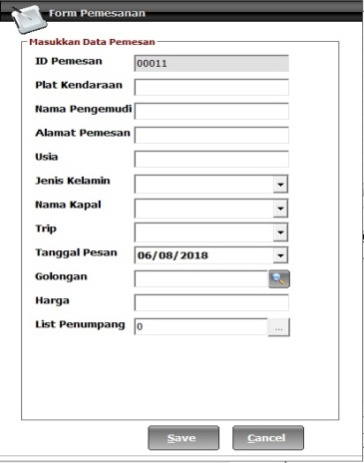 Form Pemesanan
Masukkan Data Pemesan
ID Pemesan 00011
Plat Kendaraan
Nama Pengemudi
Alamat Pemesan
Usia
Jenis Kelamin
Nama Kapal
Trip
Tanggal Pesan 06/08/2018
Golongan
Harga
List Penumpang 0 ...
Save Cancel